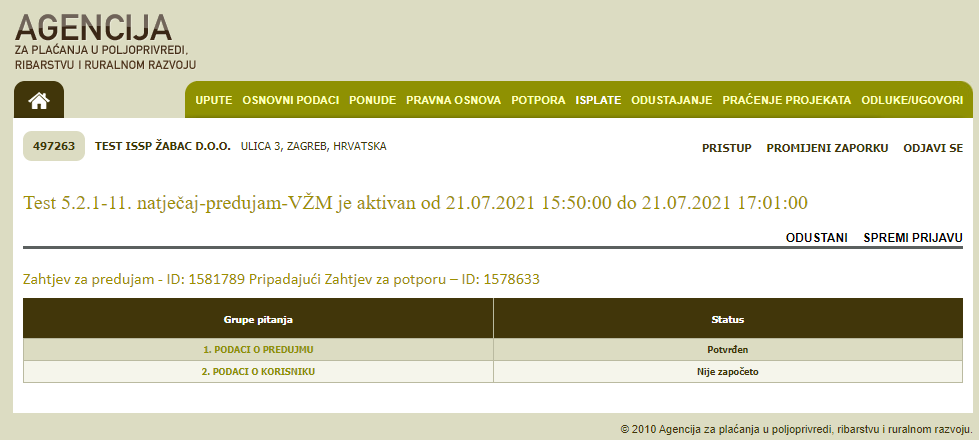 AGENCIJA
ZA PLAĆANJA U POLJOPRIVREDI,
RIBARSTVU I RURALNOM RAZVOJU
UPUTE OSNOVNI PODACI PONUDE PRAVNA OSNOVA POTPORA ISPLATE ODUSTAJANJE PRAĆENJE PROJEKATA ODLUKE/UGOVORI
497263 TEST ISSP ŽABAC D.O.O. ULICA 3, ZAGREB, HRVATSKA PRISTUP PROMIJENI ZAPORKU ODJAVI SE
Test 5.2.1-11. natječaj-predujam-VŽM je aktivan od 21.07.2021 15:50:00 do 21.07.2021 17:01:00
ODUSTANI SPREMI PRIJAVU
Zahtjev za predujam - ID: 1581789 Pripadajući Zahtjev za potporu – ID: 1578633
Grupe pitanja Status
1. PODACI O PREDUJMU Potvrđen
2. PODACI O KORISNIKU Nije započeto
© 2010 Agencija za plaćanja u poljoprivredi, ribarstvu i ruralnom razvoju.